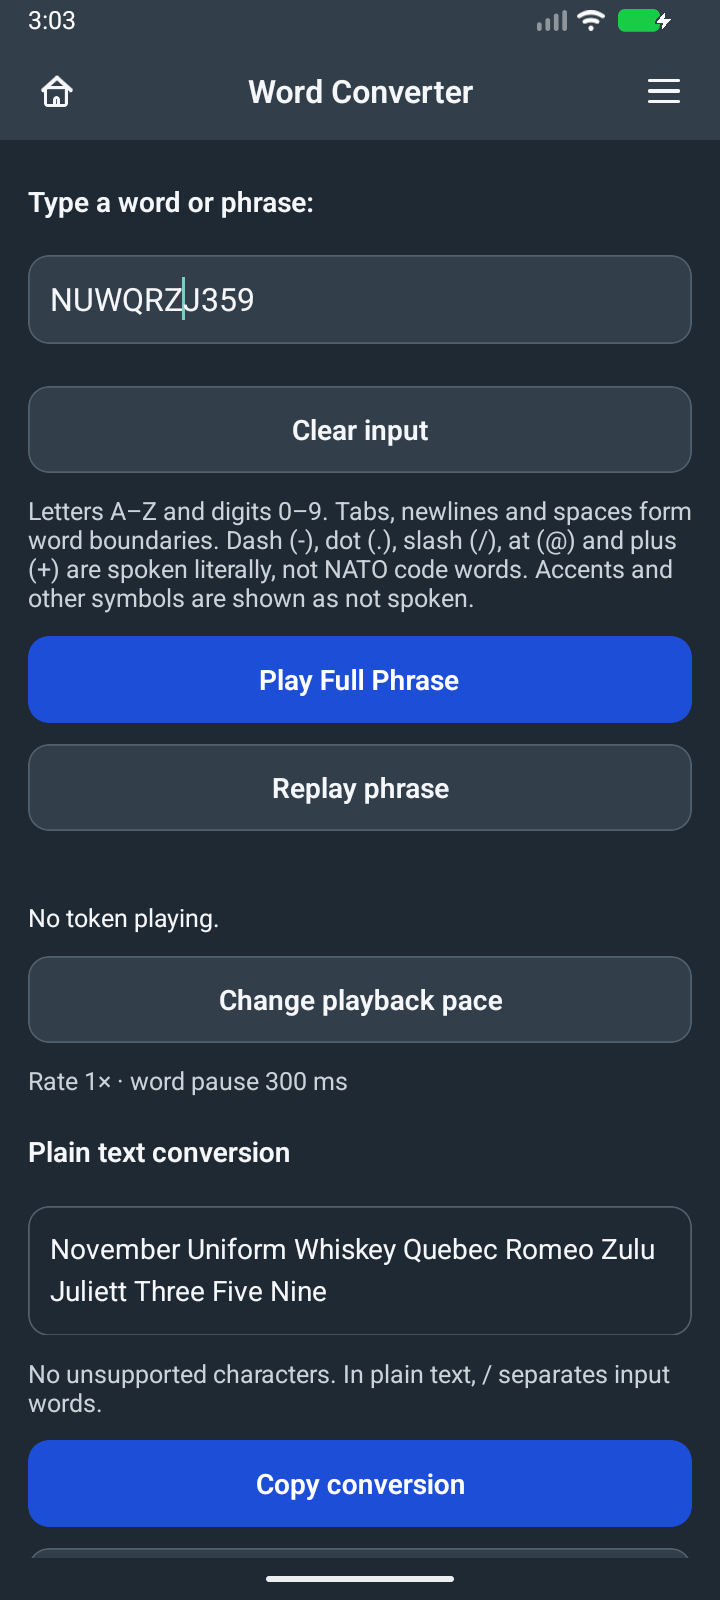 3:03
Word Converter
Type a word or phrase:
NUWQRZJ359
Clear input
Letters A–Z and digits 0–9. Tabs, newlines and spaces form
word boundaries. Dash (-), dot (.), slash (/), at (@) and plus
(+) are spoken literally, not NATO code words. Accents and
other symbols are shown as not spoken.
Play Full Phrase
Replay phrase
No token playing.
Change playback pace
Rate 1× · word pause 300 ms
Plain text conversion
November Uniform Whiskey Quebec Romeo Zulu
Juliett Three Five Nine
No unsupported characters. In plain text, / separates input
words.
Copy conversion